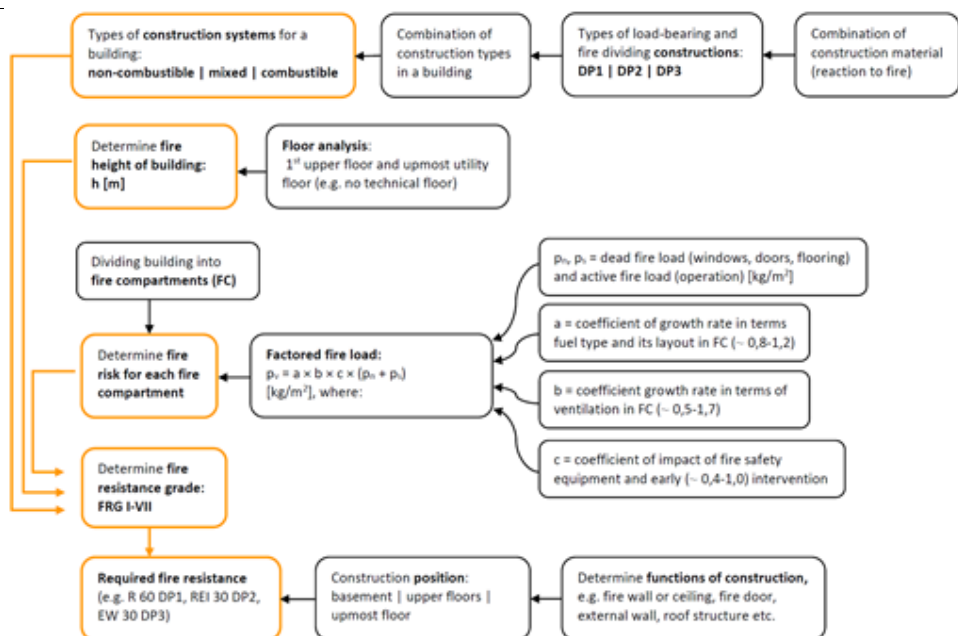 Types of construction systems for a
building:
non-combustible | mixed | combustible
Combination of
construction types
in a building
Types of load-bearing and
fire dividing constructions:
DP1 | DP2 | DP3
Combination of
construction material
(reaction to fire)
Determine fire
height of building:
h [m]
Floor analysis:
1st upper floor and upmost utility
floor (e.g. no technical floor)
Dividing building into
fire compartments (FC)
pₙ, pₛ = dead fire load (windows, doors, flooring)
and active fire load (operation) [kg/m²]
a = coefficient of growth rate in terms
fuel type and its layout in FC (~ 0,8-1,2)
Determine fire
risk for each fire
compartment
Factored fire load:
pᵥ = a × b × c × (pₙ + pₛ)
[kg/m²], where:
b = coefficient growth rate in terms of
ventilation in FC (~ 0,5-1,7)
c = coefficient of impact of fire safety
equipment and early (~ 0,4-1,0) intervention
Determine fire
resistance grade:
FRG I-VII
Required fire resistance
(e.g. R 60 DP1, REI 30 DP2,
EW 30 DP3)
Construction position:
basement | upper floors |
upmost floor
Determine functions of construction,
e.g. fire wall or ceiling, fire door,
external wall, roof structure etc.